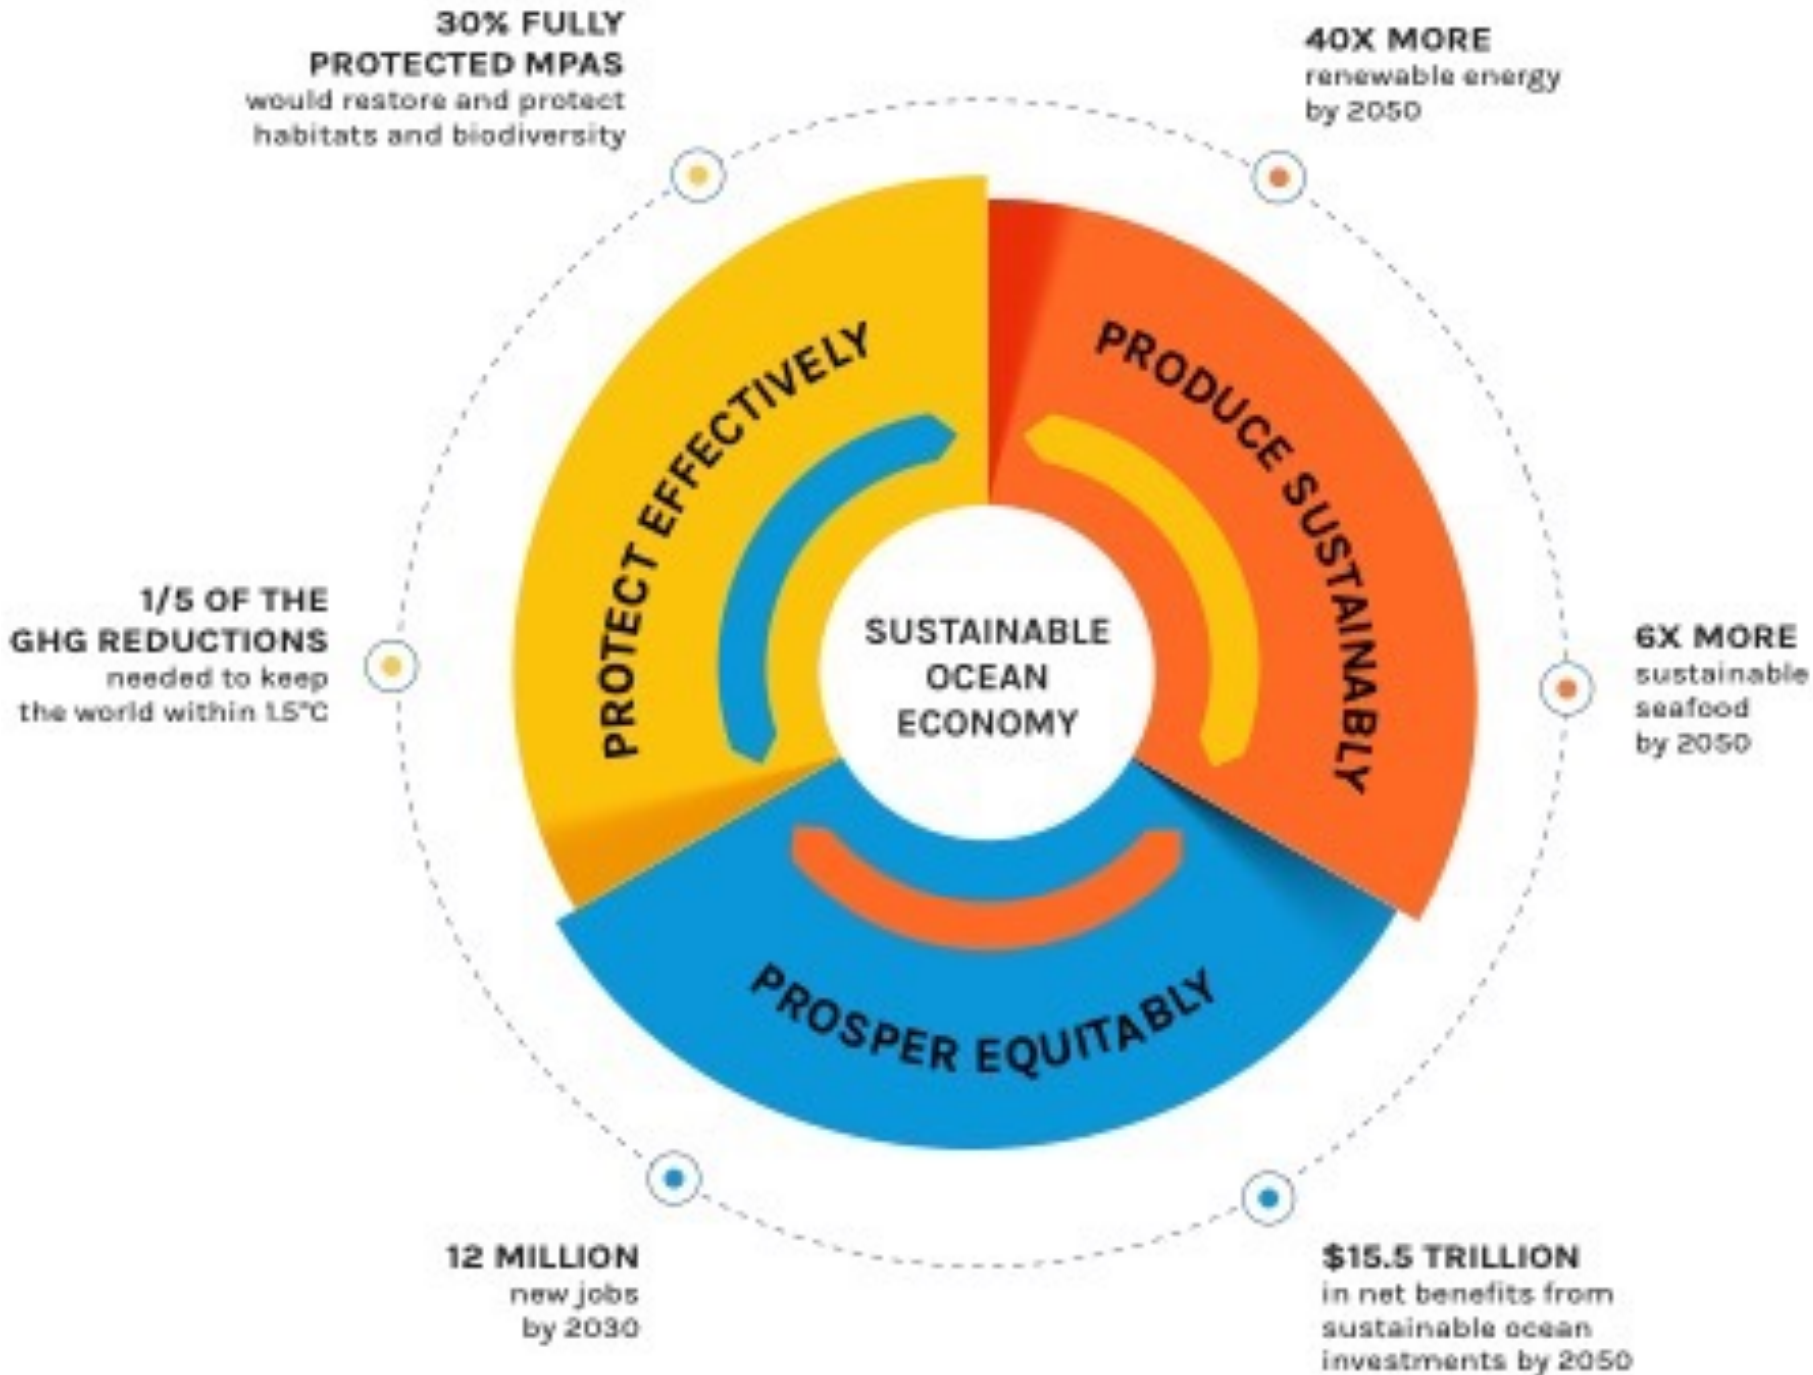 30% FULLY
PROTECTED MPAS
would restore and protect
habitats and biodiversity
40X MORE
renewable energy
by 2050
PROTECT EFFECTIVELY
PRODUCE SUSTAINABLY
1/5 OF THE
GHG REDUCTIONS
needed to keep
the world within 1.5°C
SUSTAINABLE
OCEAN
ECONOMY
6X MORE
sustainable
seafood
by 2050
PROSPER EQUITABLY
12 MILLION
new jobs
by 2030
$15.5 TRILLION
in net benefits from
sustainable ocean
investments by 2050